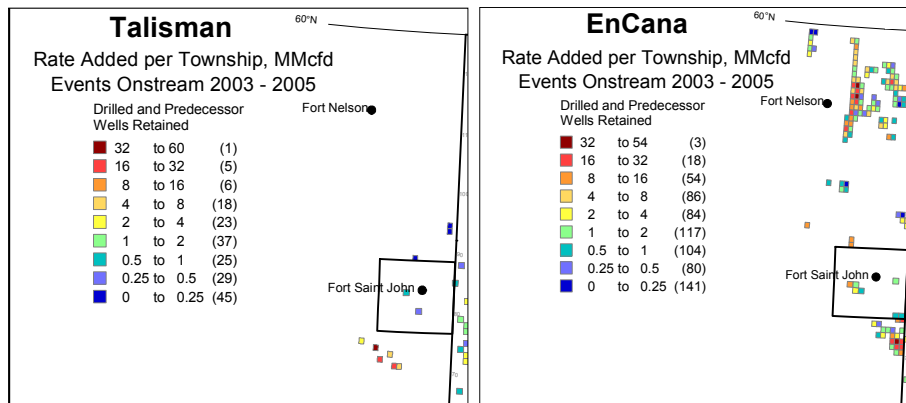 Talisman
Rate Added per Township, MMcfd
Events Onstream 2003 - 2005
Drilled and Predecessor
Wells Retained
32 to 60 (1)
16 to 32 (5)
8 to 16 (6)
4 to 8 (18)
2 to 4 (23)
1 to 2 (37)
0.5 to 1 (25)
0.25 to 0.5 (29)
0 to 0.25 (45)
60°N
Fort Nelson
Fort Saint John
EnCana
Rate Added per Township, MMcfd
Events Onstream 2003 - 2005
Drilled and Predecessor
Wells Retained
32 to 54 (3)
16 to 32 (18)
8 to 16 (54)
4 to 8 (86)
2 to 4 (84)
1 to 2 (117)
0.5 to 1 (104)
0.25 to 0.5 (80)
0 to 0.25 (141)
60°N
Fort Nelson
Fort Saint John